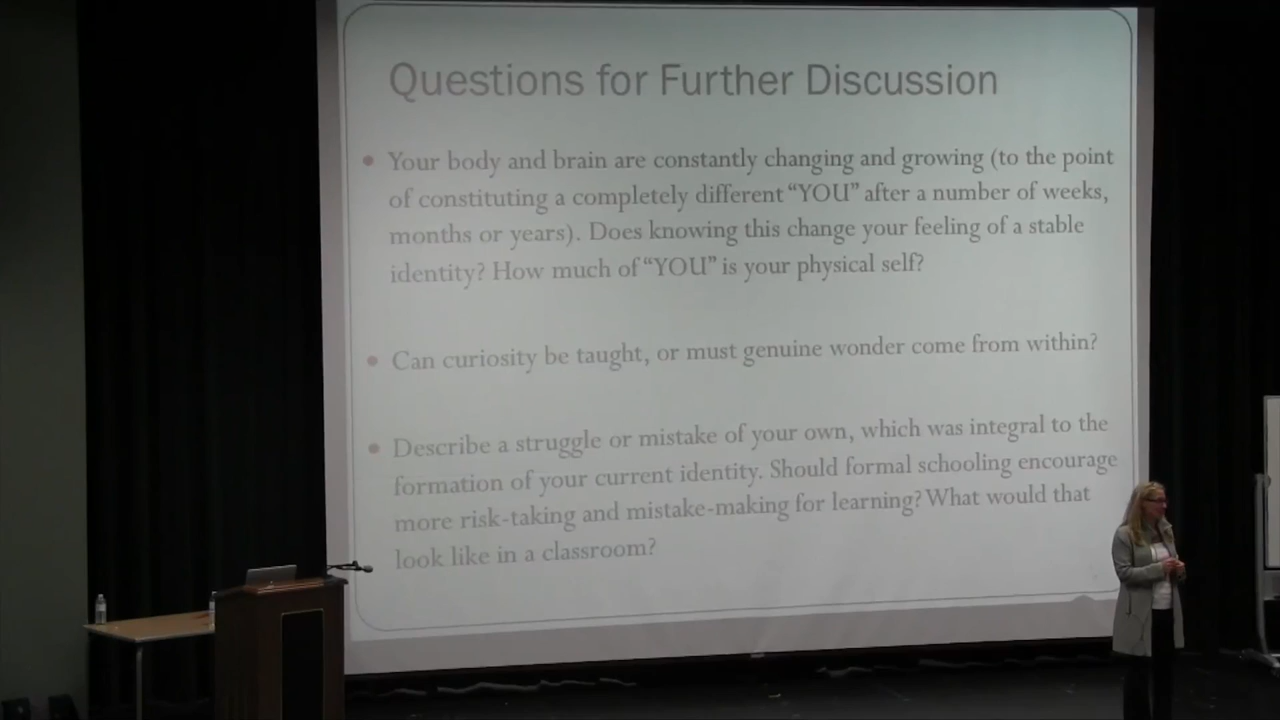 Questions for Further Discussion
Your body and brain are constantly changing and growing (to the point
of constituting a completely different “YOU” after a number of weeks,
months or years). Does knowing this change your feeling of a stable
identity? How much of “YOU” is your physical self?
Can curiosity be taught, or must genuine wonder come from within?
Describe a struggle or mistake of your own, which was integral to the
formation of your current identity. Should formal schooling encourage
more risk-taking and mistake-making for learning? What would that
look like in a classroom?